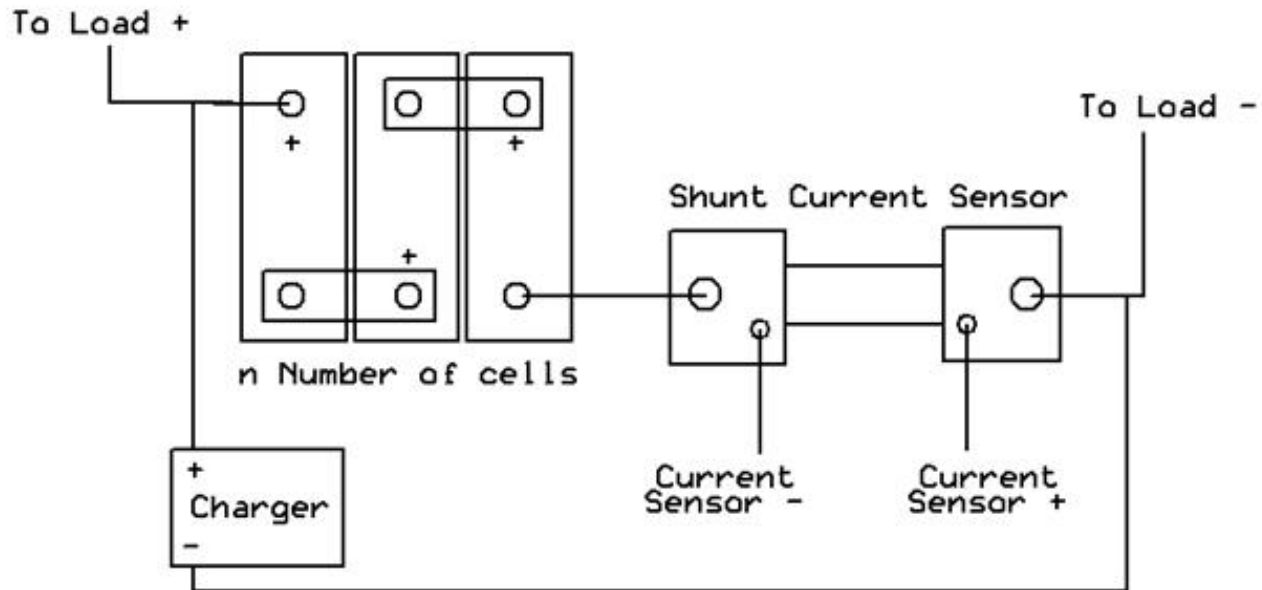 To Load +
+
+
To Load -
Shunt Current Sensor
+
n Number of cells
+
Charger
-
Current
Sensor -
Current
Sensor +